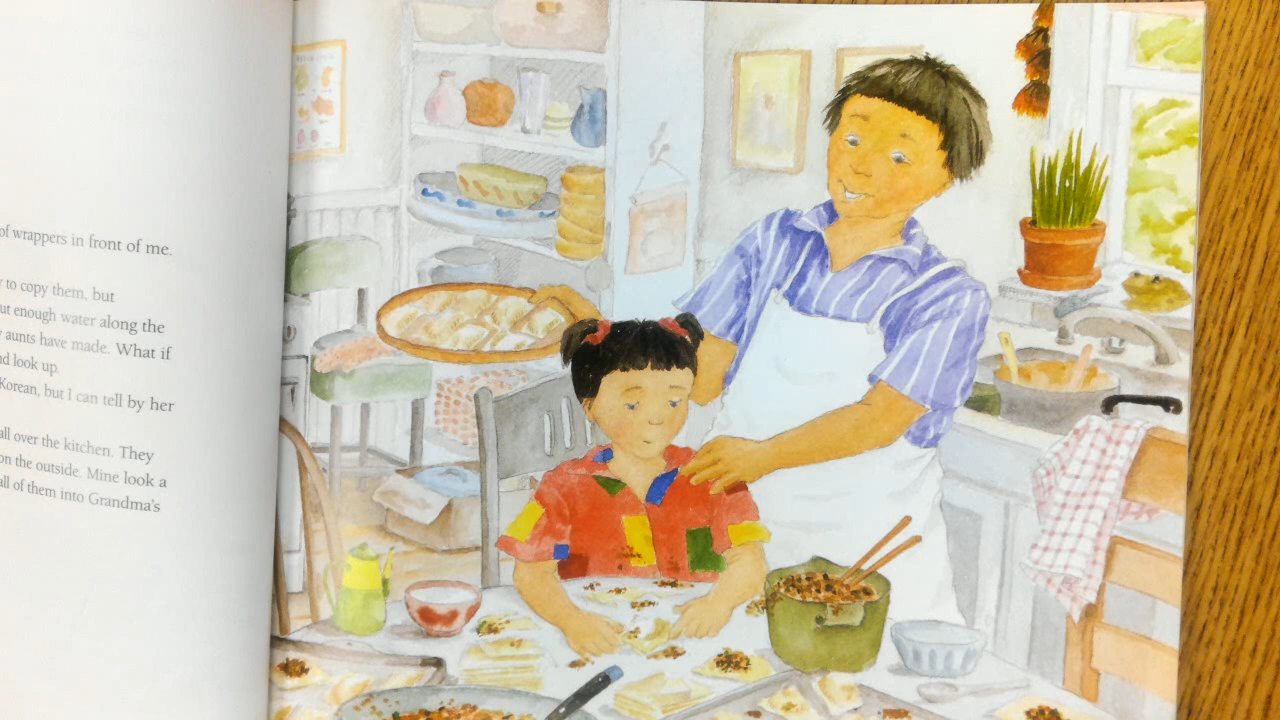 of wrappers in front of me.
to copy them, but
ut enough water along the
aunts have made. What if
nd look up.
Korean, but I can tell by her
all over the kitchen. They
on the outside. Mine look a
all of them into Grandma's